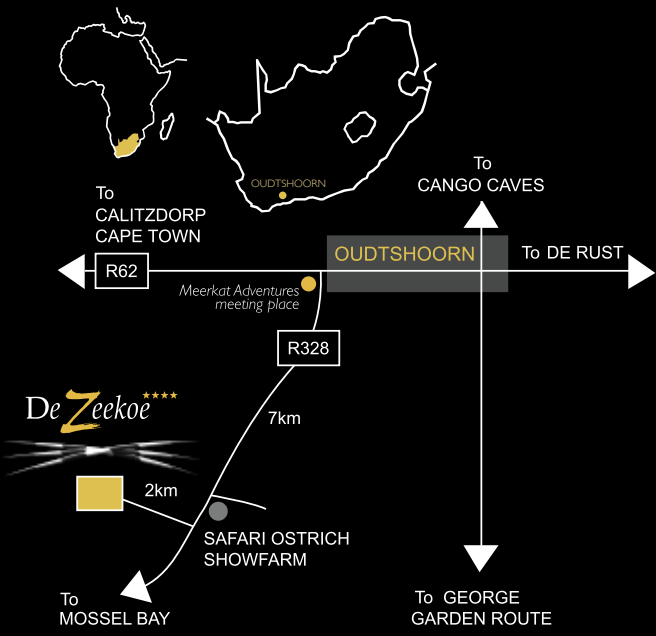 OUDTSHOORN
To
CANGO CAVES
To
CALITZDORP
CAPE TOWN
R62
OUDTSHOORN
To DE RUST
Meerkat Adventures
meeting place
R328
De Zeekoe
7km
2km
SAFARI OSTRICH
SHOWFARM
To
MOSSEL BAY
To GEORGE
GARDEN ROUTE